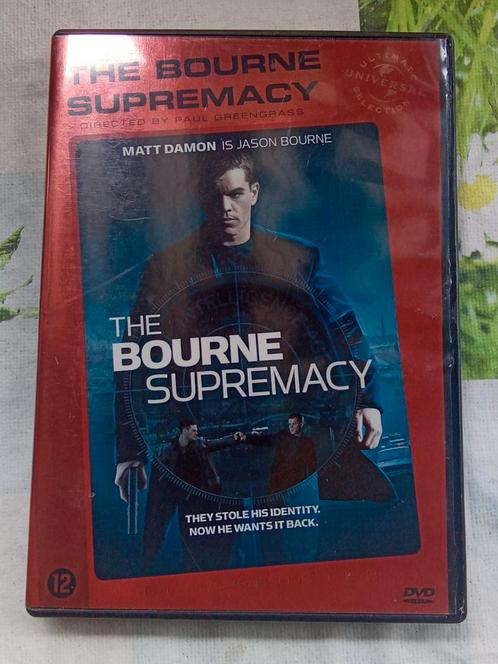 THE BOURNE
SUPREMACY
DIRECTED BY PAUL GREENGRASS
ULTIMATE
UNIVERSAL
SELECTION
MATT DAMON IS JASON BOURNE
THE
BOURNE
SUPREMACY
THEY STOLE HIS IDENTITY.
NOW HE WANTS IT BACK.
12
DVD